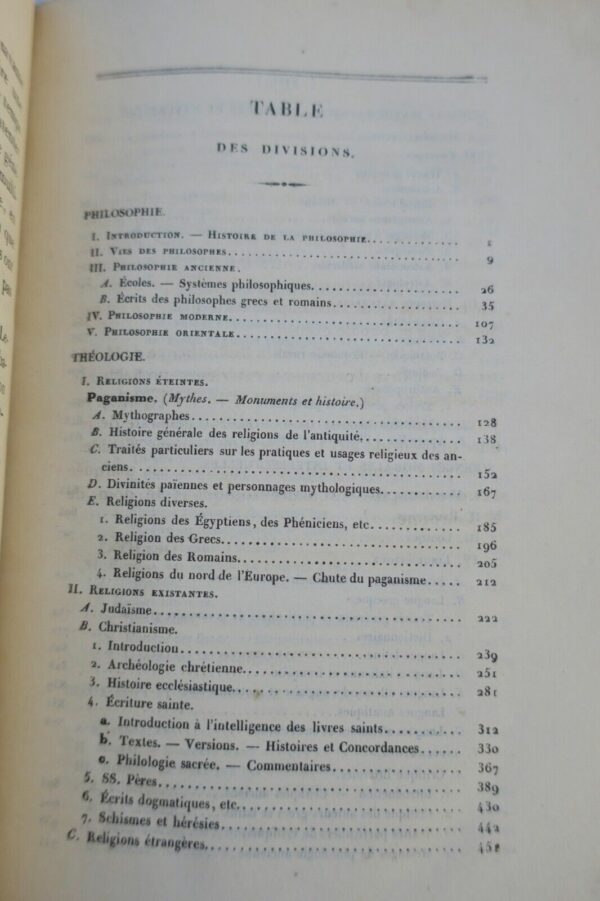 TABLE
DES DIVISIONS.
PHILOSOPHIE.
I. Introduction. — Histoire de la philosophie. 1
II. Vies des philosophes. 9
III. Philosophie ancienne.
A. Écoles. — Systèmes philosophiques. 26
B. Écrits des philosophes grecs et romains. 35
IV. Philosophie moderne. 107
V. Philosophie orientale. 132
THÉOLOGIE.
I. Religions éteintes.
Paganisme. (Mythes. — Monuments et histoire.)
A. Mythographes. 128
B. Histoire générale des religions de l'antiquité. 138
C. Traités particuliers sur les pratiques et usages religieux des an-
ciens. 152
D. Divinités païennes et personnages mythologiques. 167
E. Religions diverses.
1. Religions des Égyptiens, des Phéniciens, etc. 185
2. Religion des Grecs. 196
3. Religion des Romains. 205
4. Religions du nord de l'Europe. — Chute du paganisme. 212
II. Religions existantes.
A. Judaïsme. 222
B. Christianisme.
1. Introduction. 239
2. Archéologie chrétienne. 251
3. Histoire ecclésiastique. 281
4. Écriture sainte.
a. Introduction à l'intelligence des livres saints. 312
b. Textes. — Versions. — Histoires et Concordances. 330
c. Philologie sacrée. — Commentaires. 367
5. SS. Pères. 389
6. Écrits dogmatiques, etc. 430
7. Schismes et hérésies. 442
C. Religions étrangères.